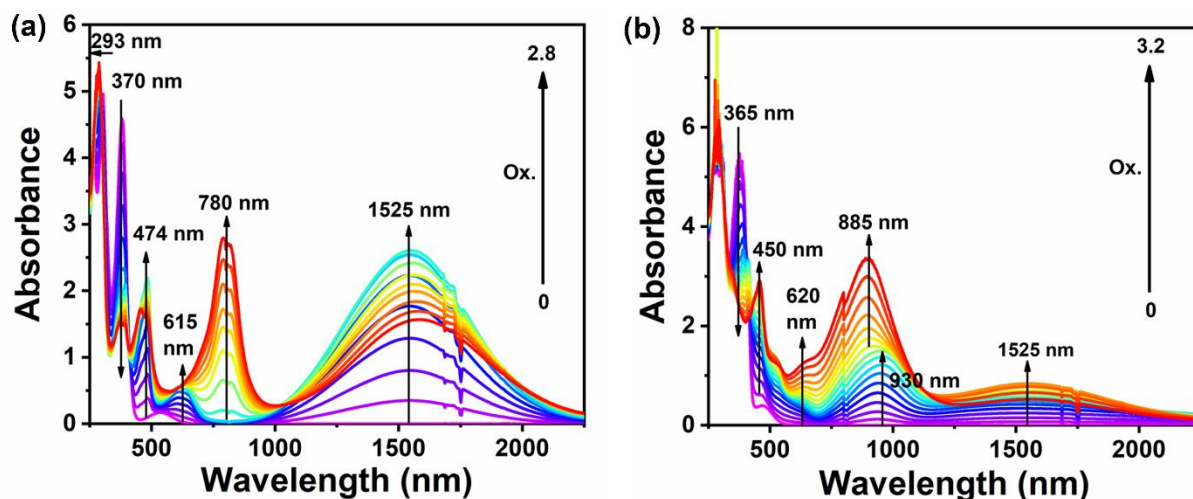 (a)
6
5
4
3
2
1
0
Absorbance
293 nm
370 nm
474 nm
615
nm
780 nm
1525 nm
2.8
Ox.
0
500
1000
1500
2000
Wavelength (nm)
(b)
8
6
4
2
0
Absorbance
365 nm
450 nm
620
nm
885 nm
930 nm
1525 nm
3.2
Ox.
0
500
1000
1500
2000
Wavelength (nm)